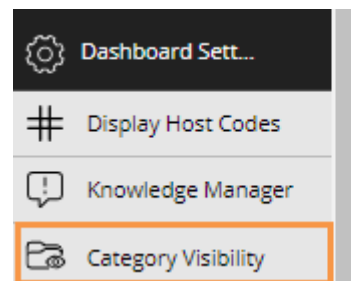 Dashboard Sett...
Display Host Codes
Knowledge Manager
Category Visibility